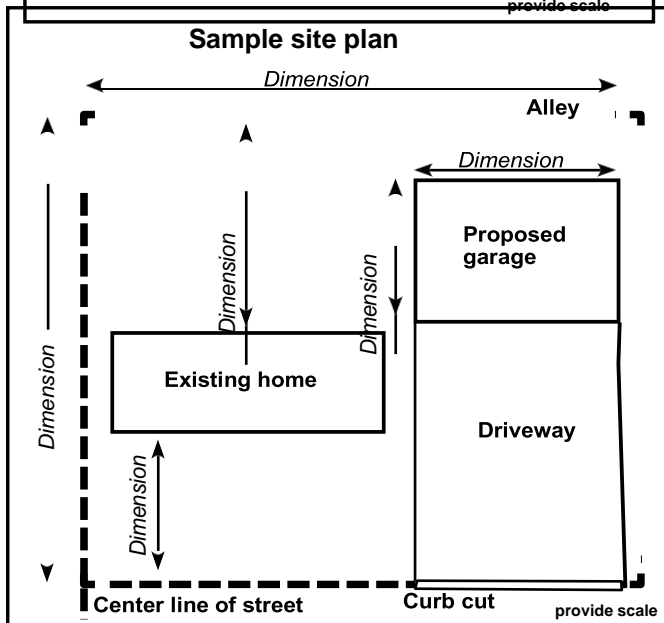 provide scale
Sample site plan
Dimension
Alley
Dimension
Proposed
garage
Dimension
Dimension
Dimension
Existing home
Driveway
Dimension
Center line of street
Curb cut
provide scale